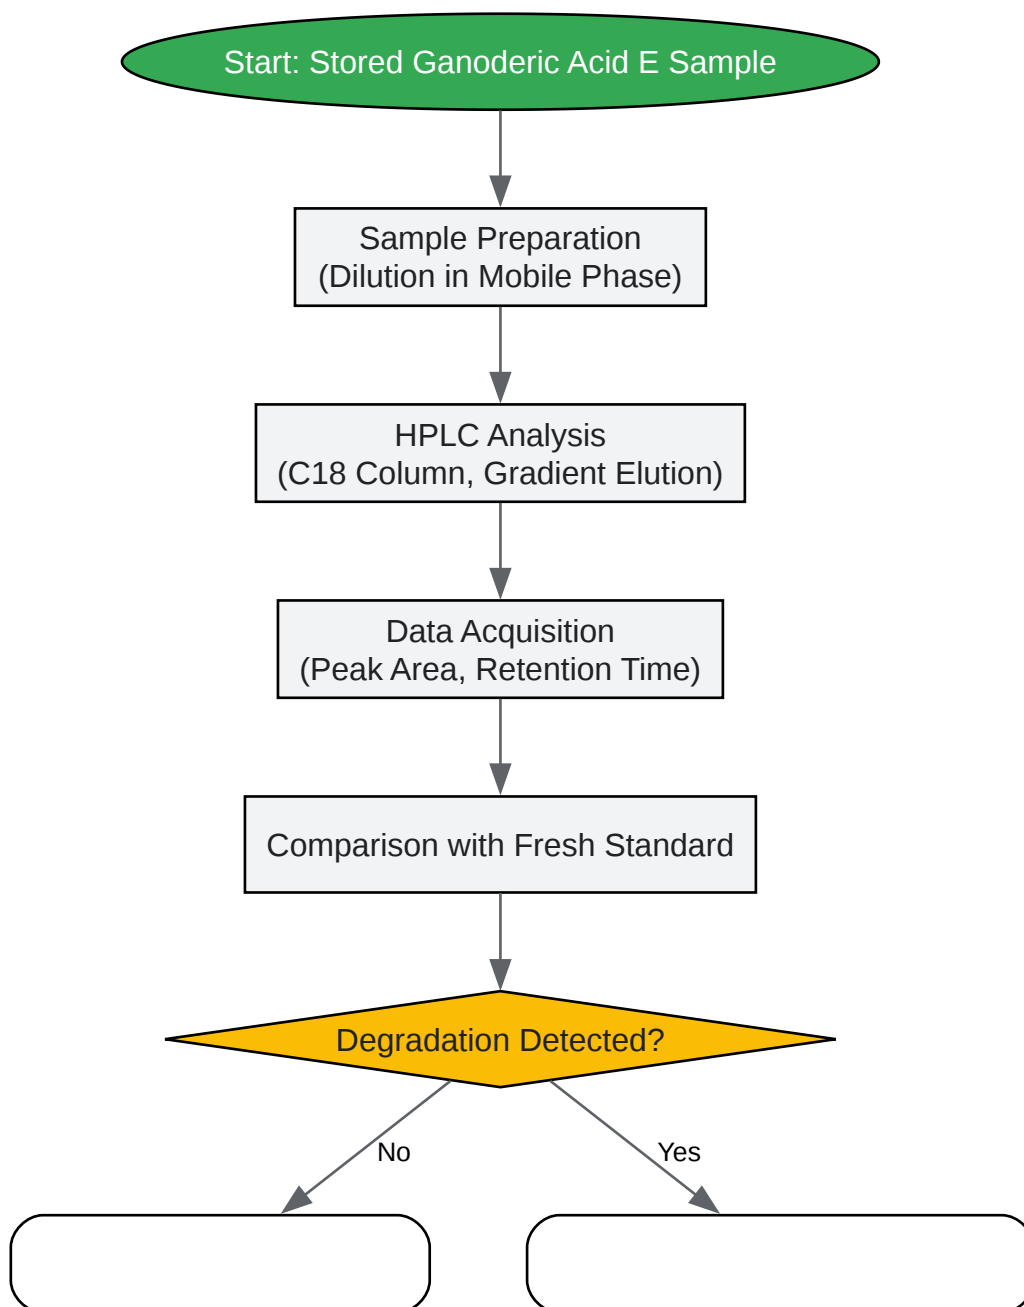 Start: Stored Ganoderic Acid E Sample
Sample Preparation
(Dilution in Mobile Phase)
HPLC Analysis
(C18 Column, Gradient Elution)
Data Acquisition
(Peak Area, Retention Time)
Comparison with Fresh Standard
Degradation Detected?
No
Yes